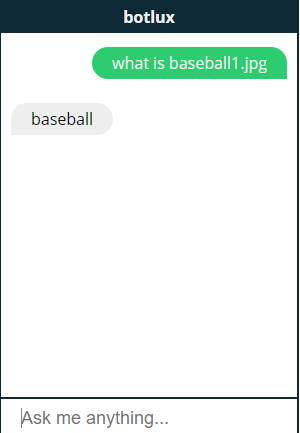 botlux
what is baseball1.jpg
baseball
Ask me anything...